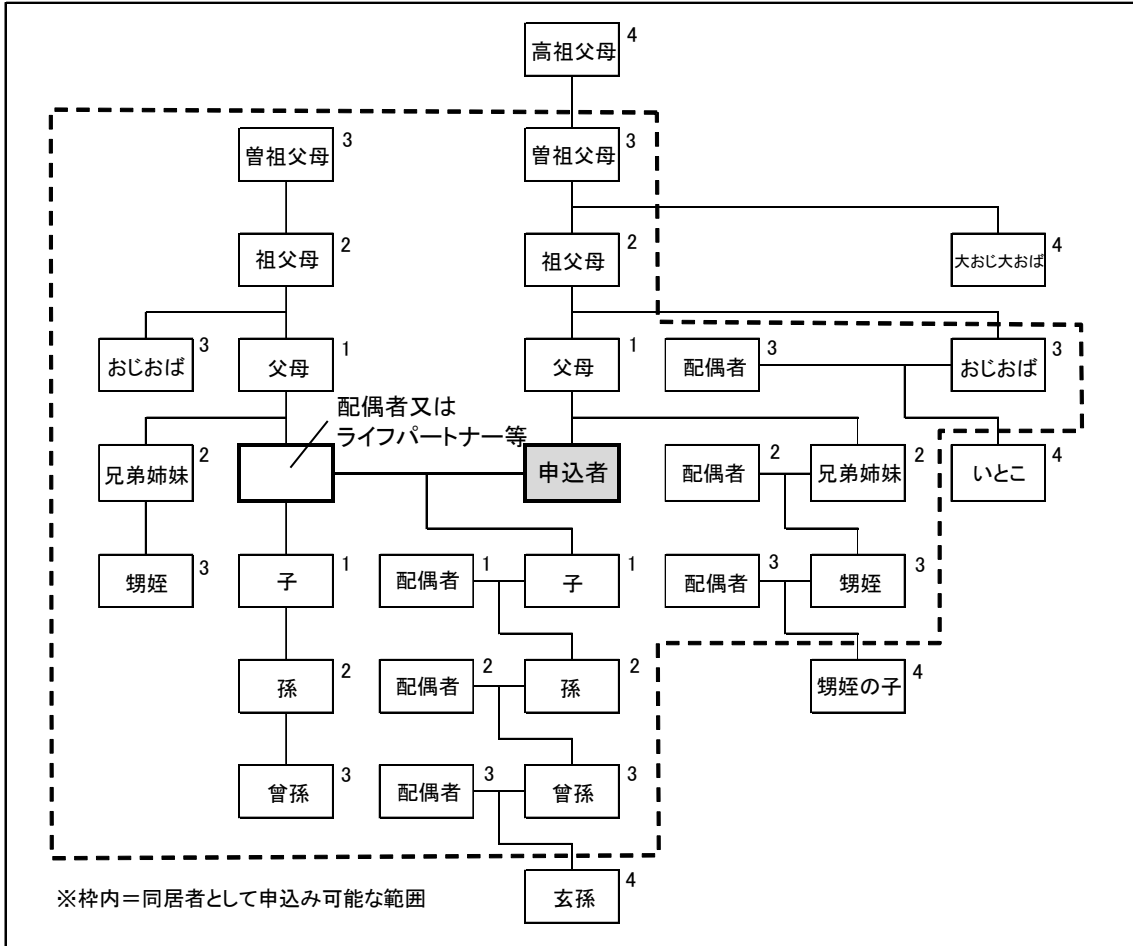 高祖父母 4
曽祖父母 3
曽祖父母 3
祖父母 2
祖父母 2
大おじ大おば 4
おじおば 3
父母 1
父母 1
配偶者 3
おじおば 3
配偶者又は
ライフパートナー等
兄弟姉妹 2
申込者
配偶者 2
兄弟姉妹 2
いとこ 4
甥姪 3
子 1
配偶者 1
子 1
配偶者 3
甥姪 3
孫 2
配偶者 2
孫 2
甥姪の子 4
曾孫 3
配偶者 3
曾孫 3
玄孫 4
※枠内=同居者として申込み可能な範囲